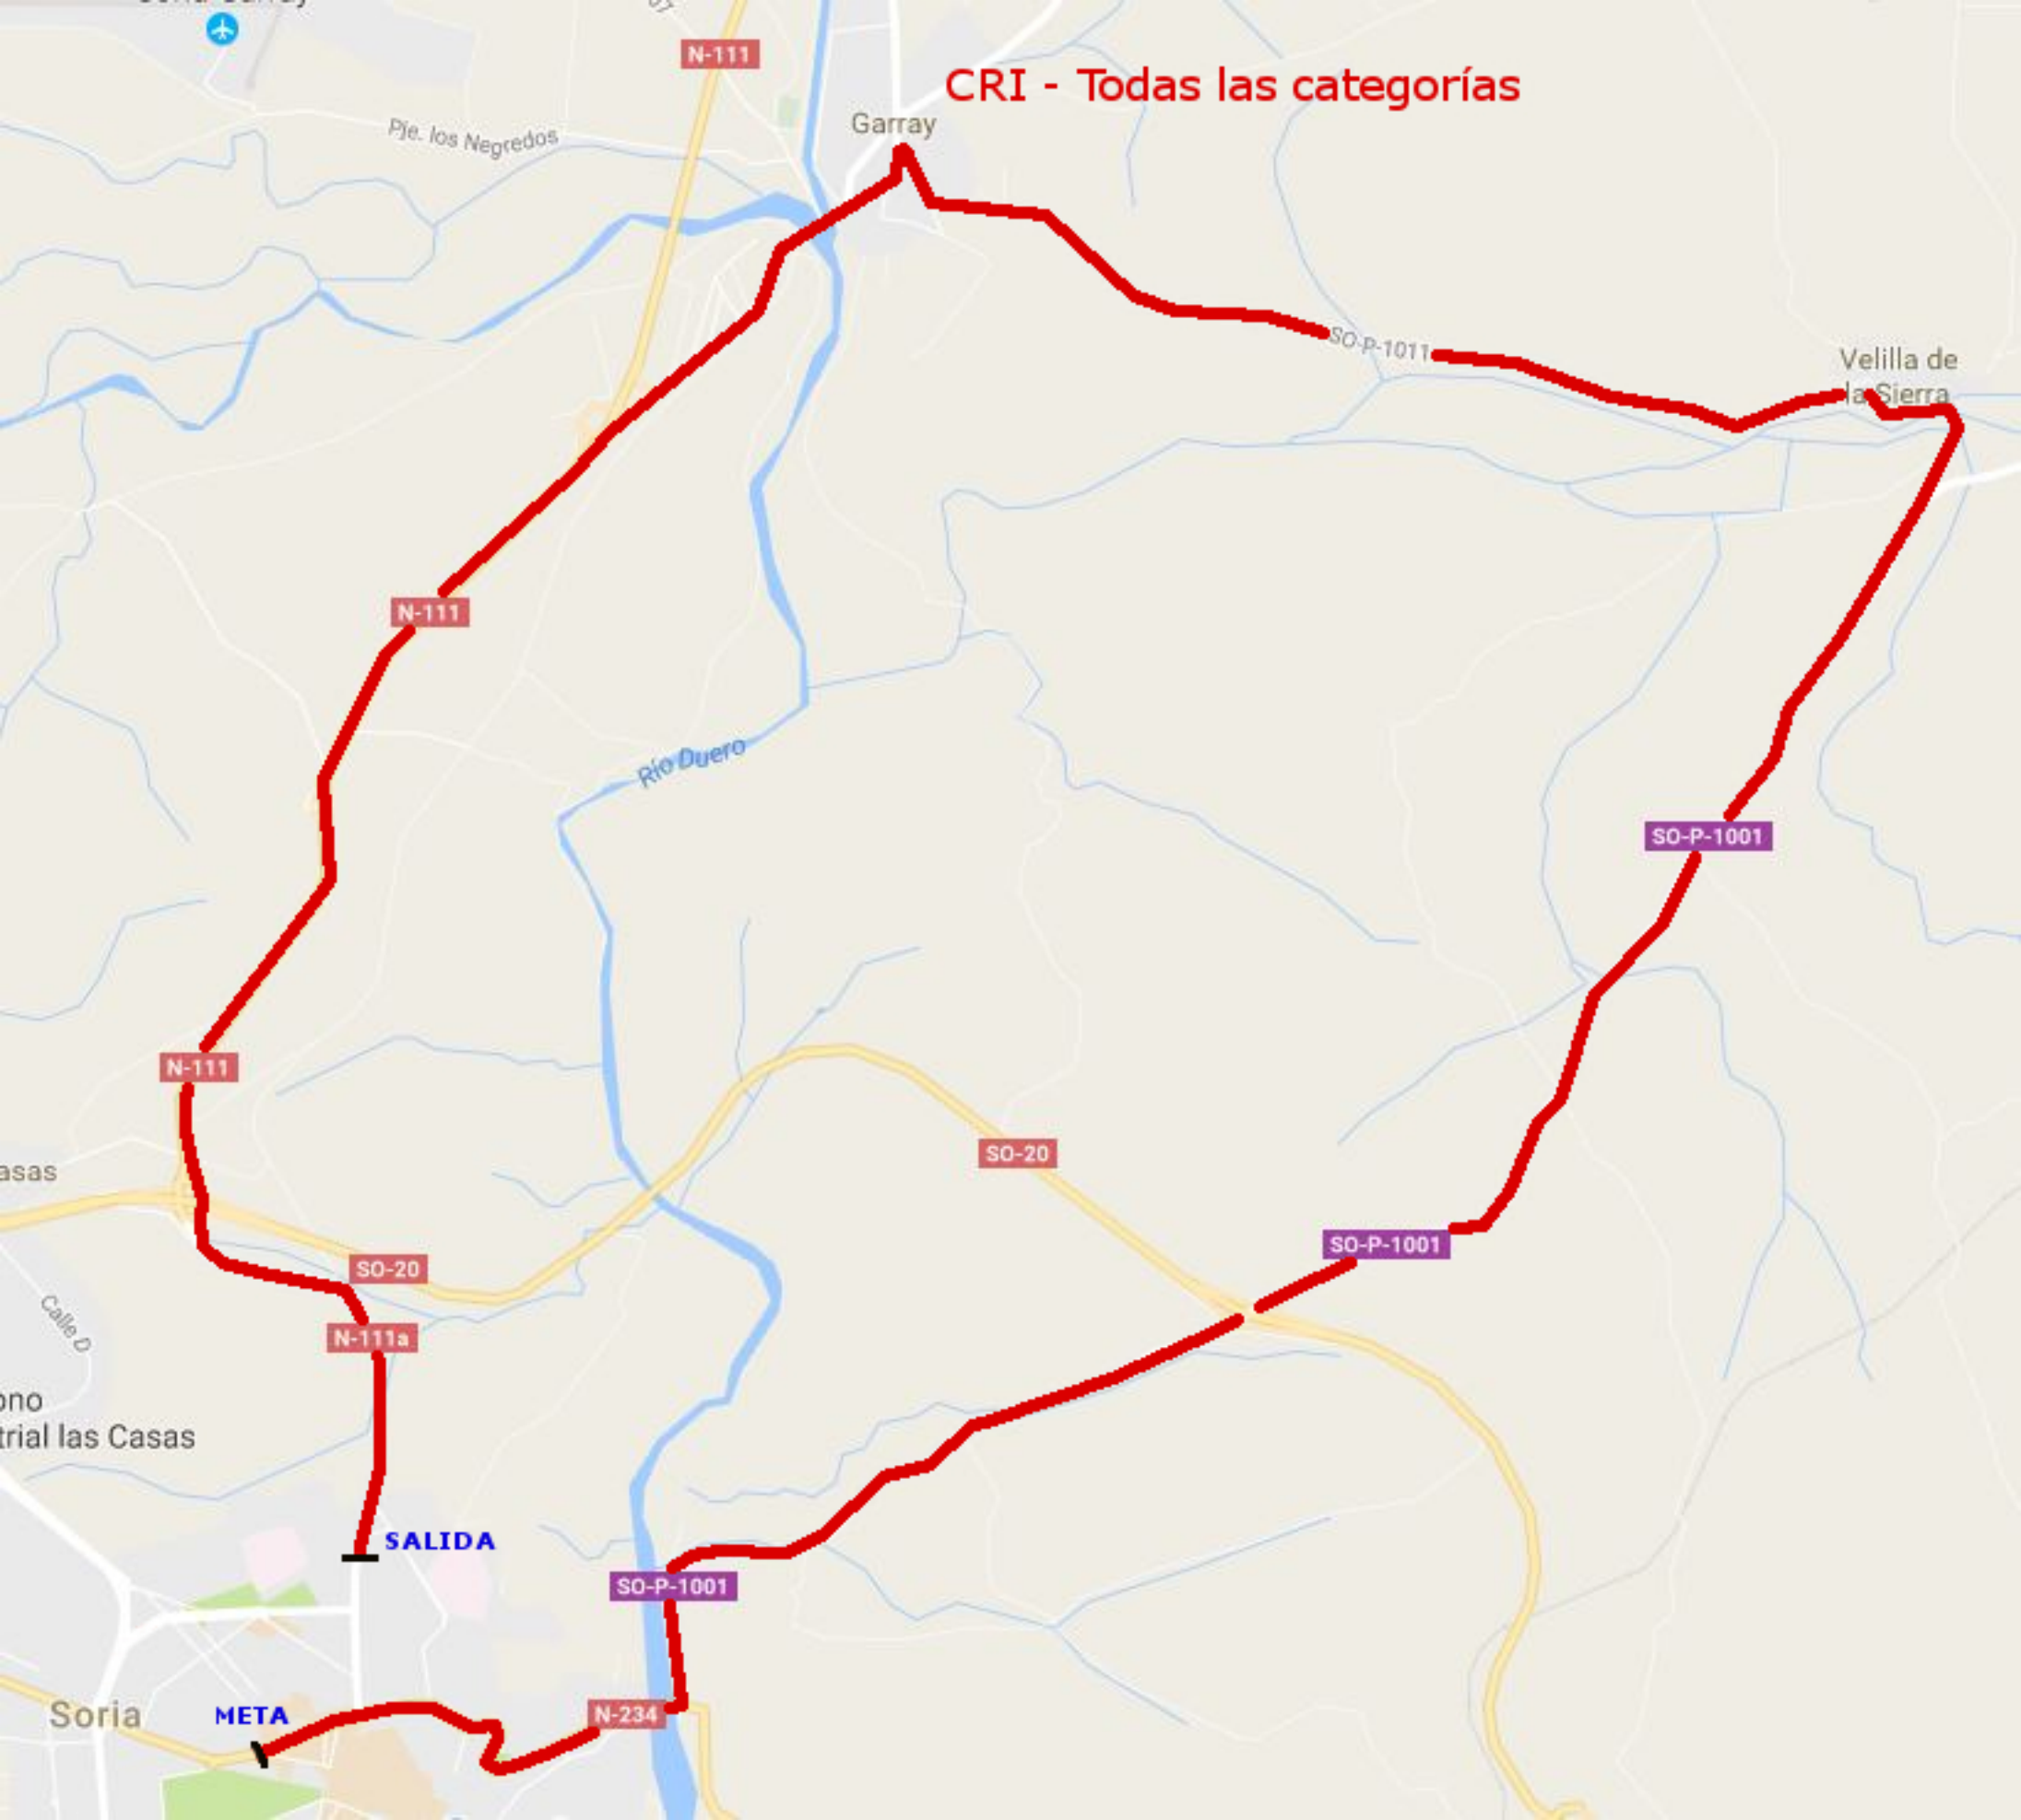 N-111
CRI - Todas las categorías
Garray
Pje. los Negredos
SO-P-1011
Velilla de
la Sierra
N-111
Río Duero
SO-P-1001
N-111
SO-20
asas
SO-P-1001
SO-20
Calle D
N-111a
ono
trial las Casas
SALIDA
SO-P-1001
META
Soria
N-234